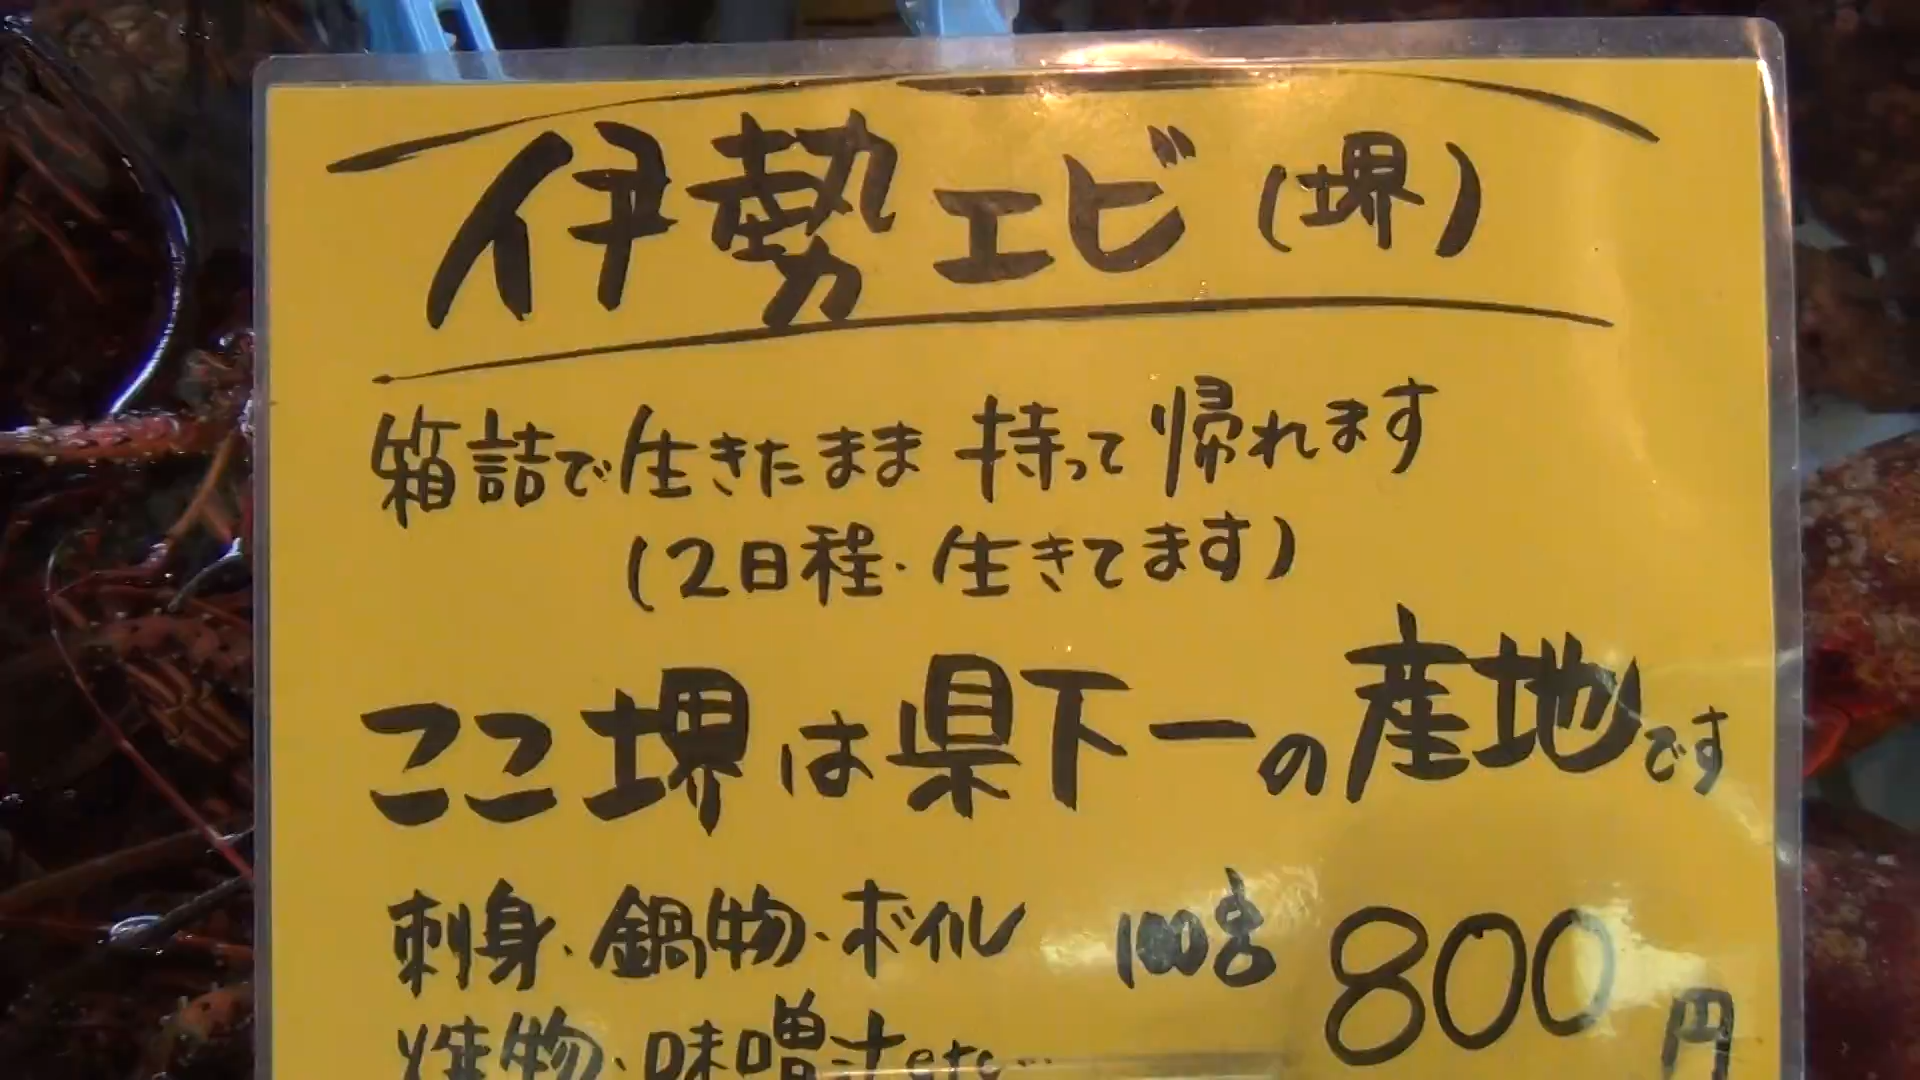 伊勢エビ(堺)
箱詰で生きたまま持って帰れます
(2日程・生きてます)
ここ堺は県下一の産地です
刺身・鍋物・ボイル
焼物・味噌汁etc…
100g
800円